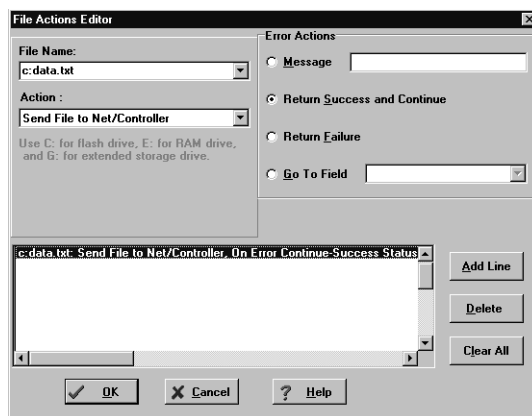 File Actions Editor
File Name:
c:data.txt
Action :
Send File to Net/Controller
Use C: for flash drive, E: for RAM drive,
and G: for extended storage drive.
Error Actions
Message
Return Success and Continue
Return Failure
Go To Field
c:data.txt: Send File to Net/Controller, On Error Continue-Success Status
Add Line
Delete
Clear All
OK
Cancel
? Help